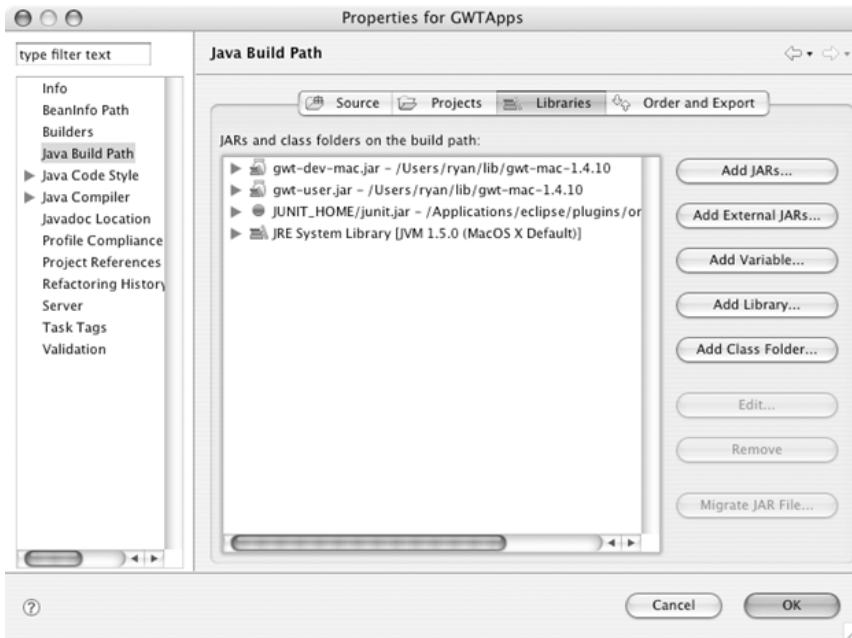 Properties for GWTApps
type filter text
Java Build Path
Info
BeanInfo Path
Builders
Java Build Path
Java Code Style
Java Compiler
Javadoc Location
Profile Compliance
Project References
Refactoring History
Server
Task Tags
Validation
Source Projects Libraries Order and Export
JARs and class folders on the build path:
gwt-dev-mac.jar – /Users/ryan/lib/gwt-mac-1.4.10
gwt-user.jar – /Users/ryan/lib/gwt-mac-1.4.10
JUNIT_HOME/junit.jar – /Applications/eclipse/plugins/or
JRE System Library [JVM 1.5.0 (MacOS X Default)]
Add JARs...
Add External JARs...
Add Variable...
Add Library...
Add Class Folder...
Edit...
Remove
Migrate JAR File...
?
Cancel
OK